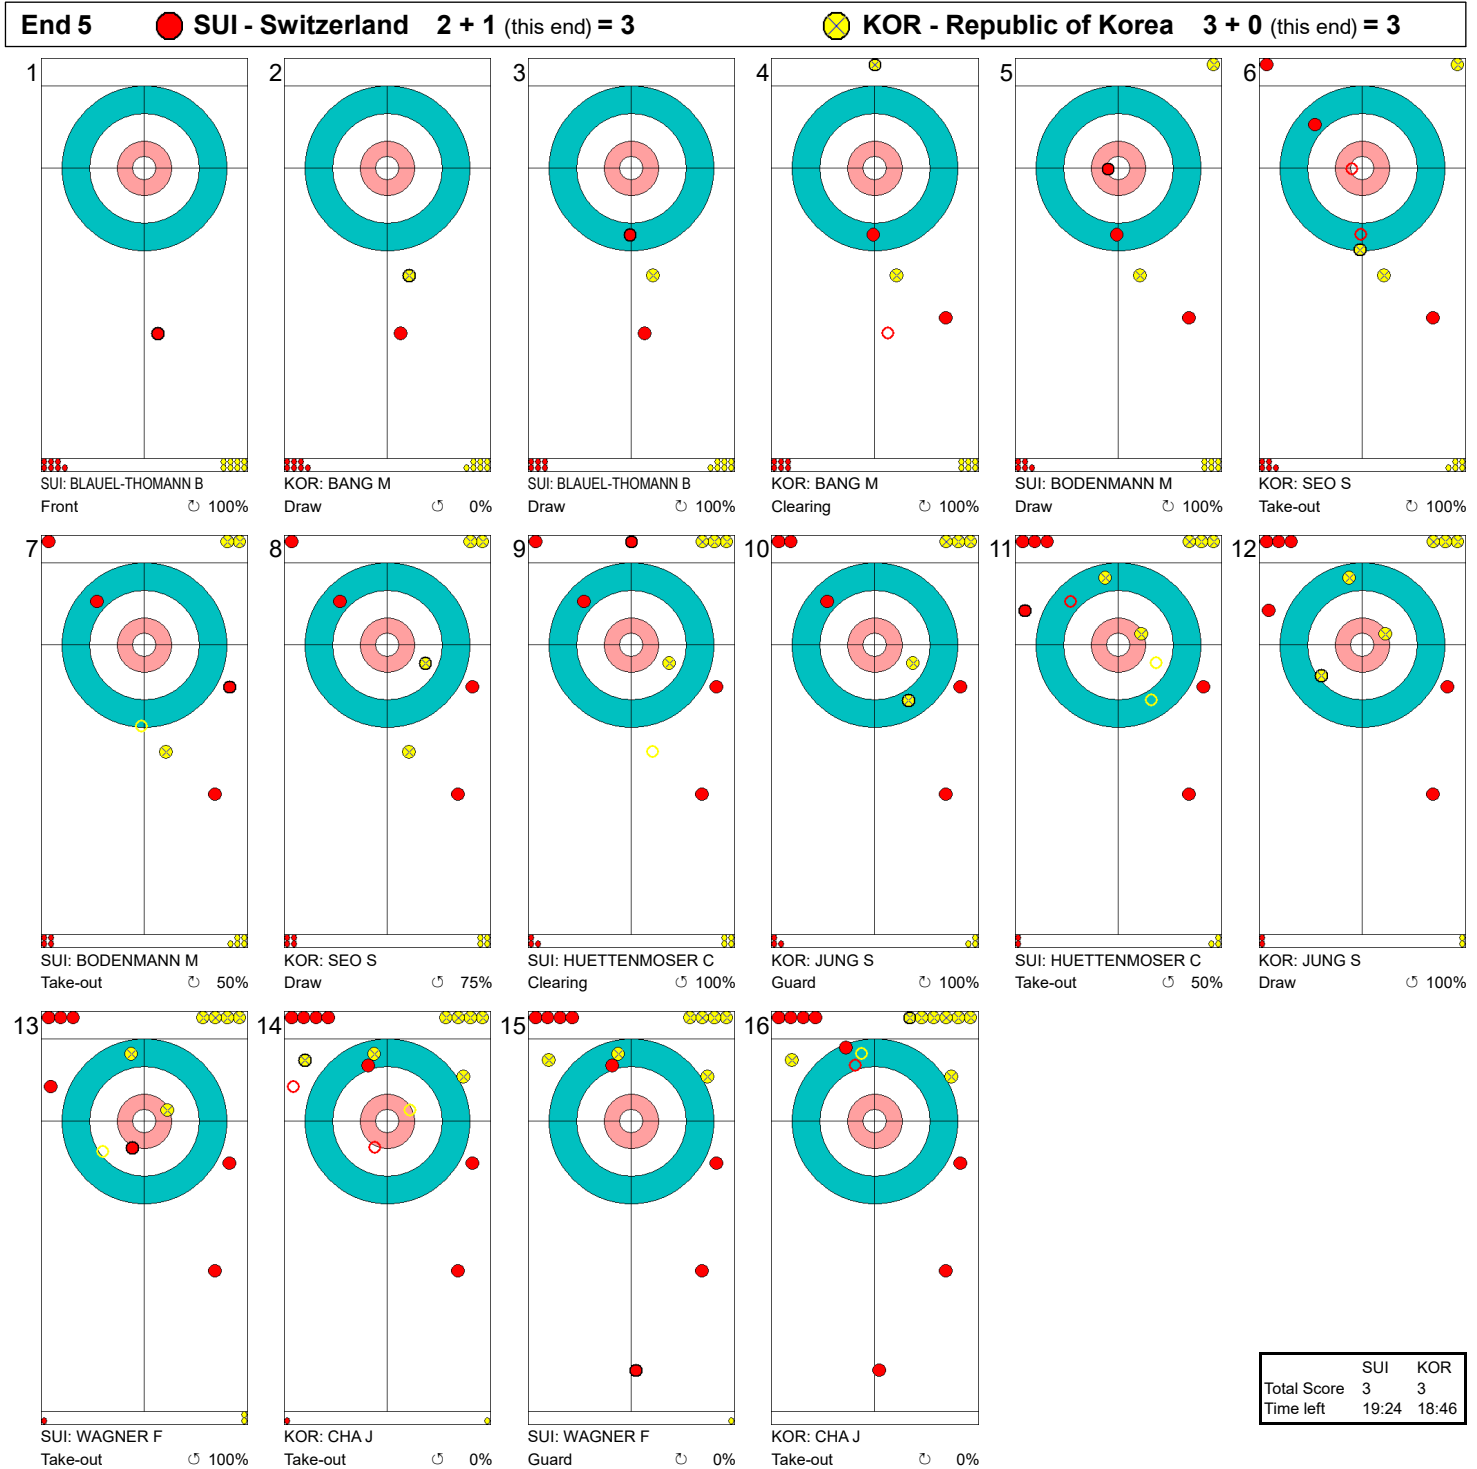 End 5 SUI - Switzerland 2 + 1 (this end) = 3 KOR - Republic of Korea 3 + 0 (this end) = 3
1 2 3 4 5 6
SUI: BLAUEL-THOMANN B KOR: BANG M SUI: BLAUEL-THOMANN B KOR: BANG M SUI: BODENMANN M KOR: SEO S
Front ↻ 100% Draw ↺ 0% Draw ↻ 100% Clearing ↻ 100% Draw ↺ 100% Take-out ↻ 100%
7 8 9 10 11 12
SUI: BODENMANN M KOR: SEO S SUI: HUETTENMOSER C KOR: JUNG S SUI: HUETTENMOSER C KOR: JUNG S
Take-out ↻ 50% Draw ↺ 75% Clearing ↺ 100% Guard ↺ 100% Take-out ↻ 50% Draw ↻ 100%
13 14 15 16
SUI: WAGNER F KOR: CHA J SUI: WAGNER F KOR: CHA J
Take-out ↺ 100% Take-out ↺ 0% Guard ↻ 0% Take-out ↻ 0%
SUI KOR
Total Score 3 3
Time left 19:24 18:46